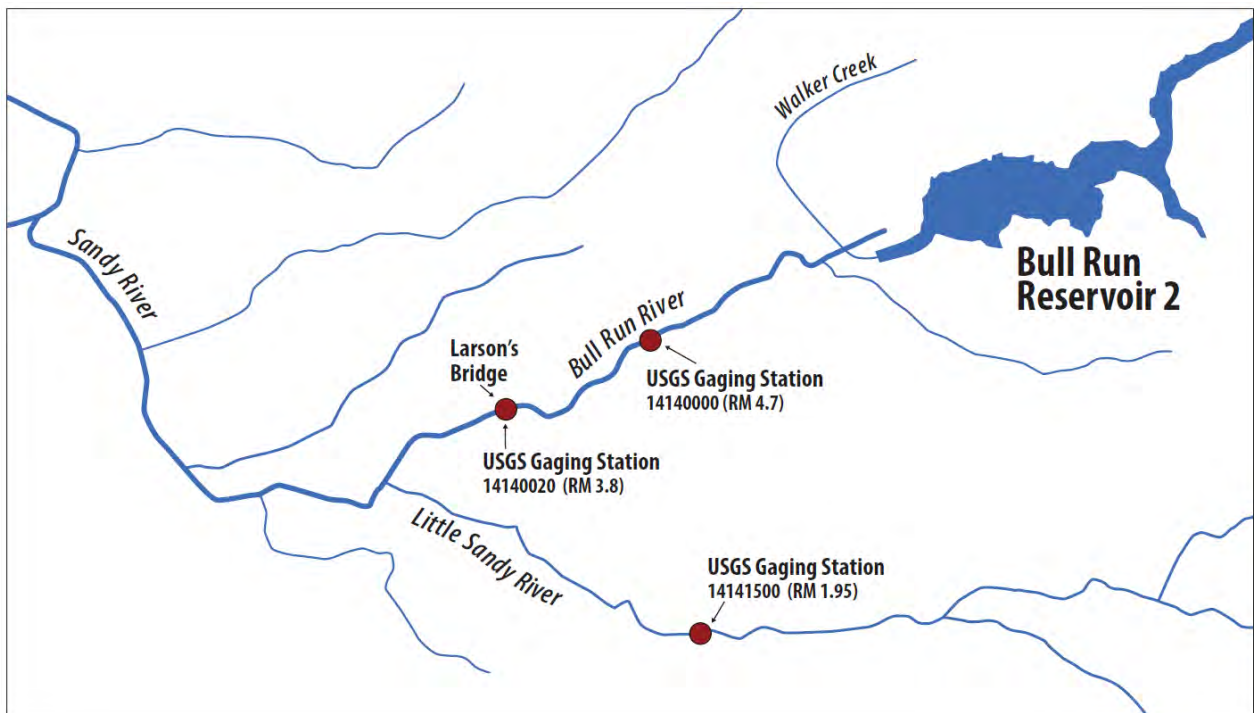 Walker Creek
Sandy River
Bull Run
Reservoir 2
Bull Run River
Larson's
Bridge
USGS Gaging Station
14140000 (RM 4.7)
USGS Gaging Station
14140020 (RM 3.8)
Little Sandy River
USGS Gaging Station
14141500 (RM 1.95)